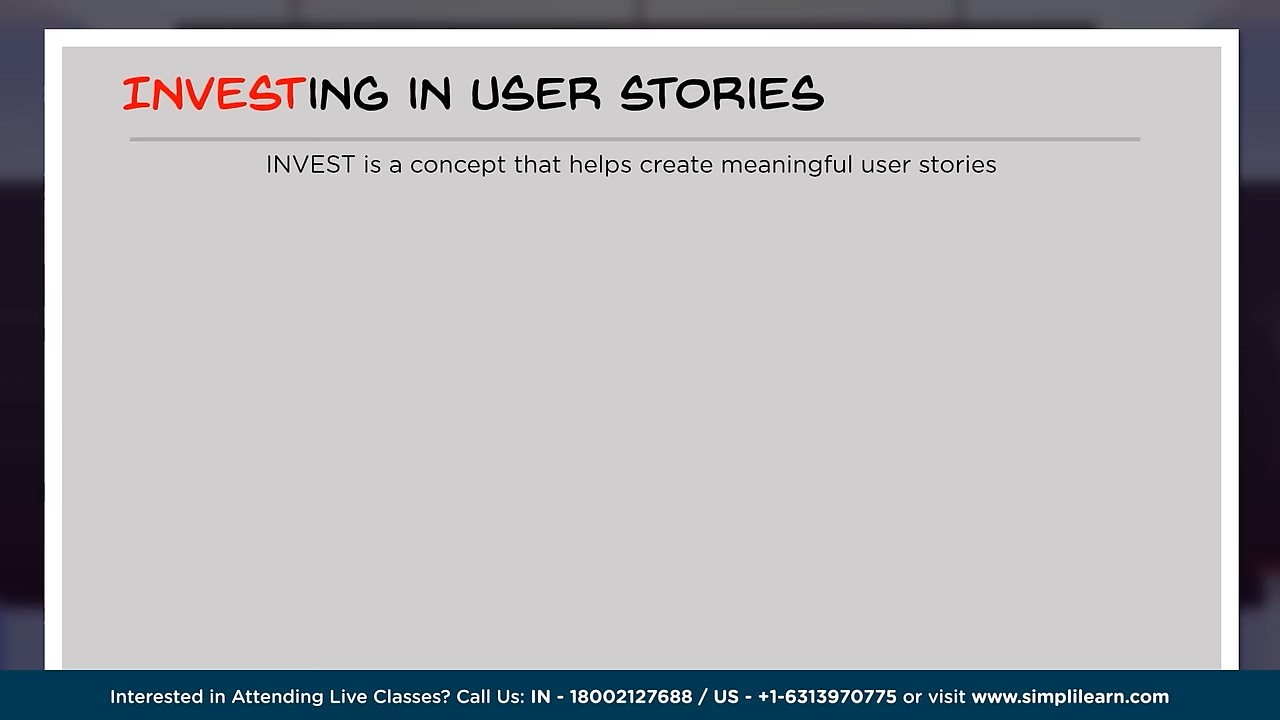 INVESTING IN USER STORIES
INVEST is a concept that helps create meaningful user stories
Interested in Attending Live Classes? Call Us: IN - 18002127688 / US - +1-6313970775 or visit www.simplilearn.com